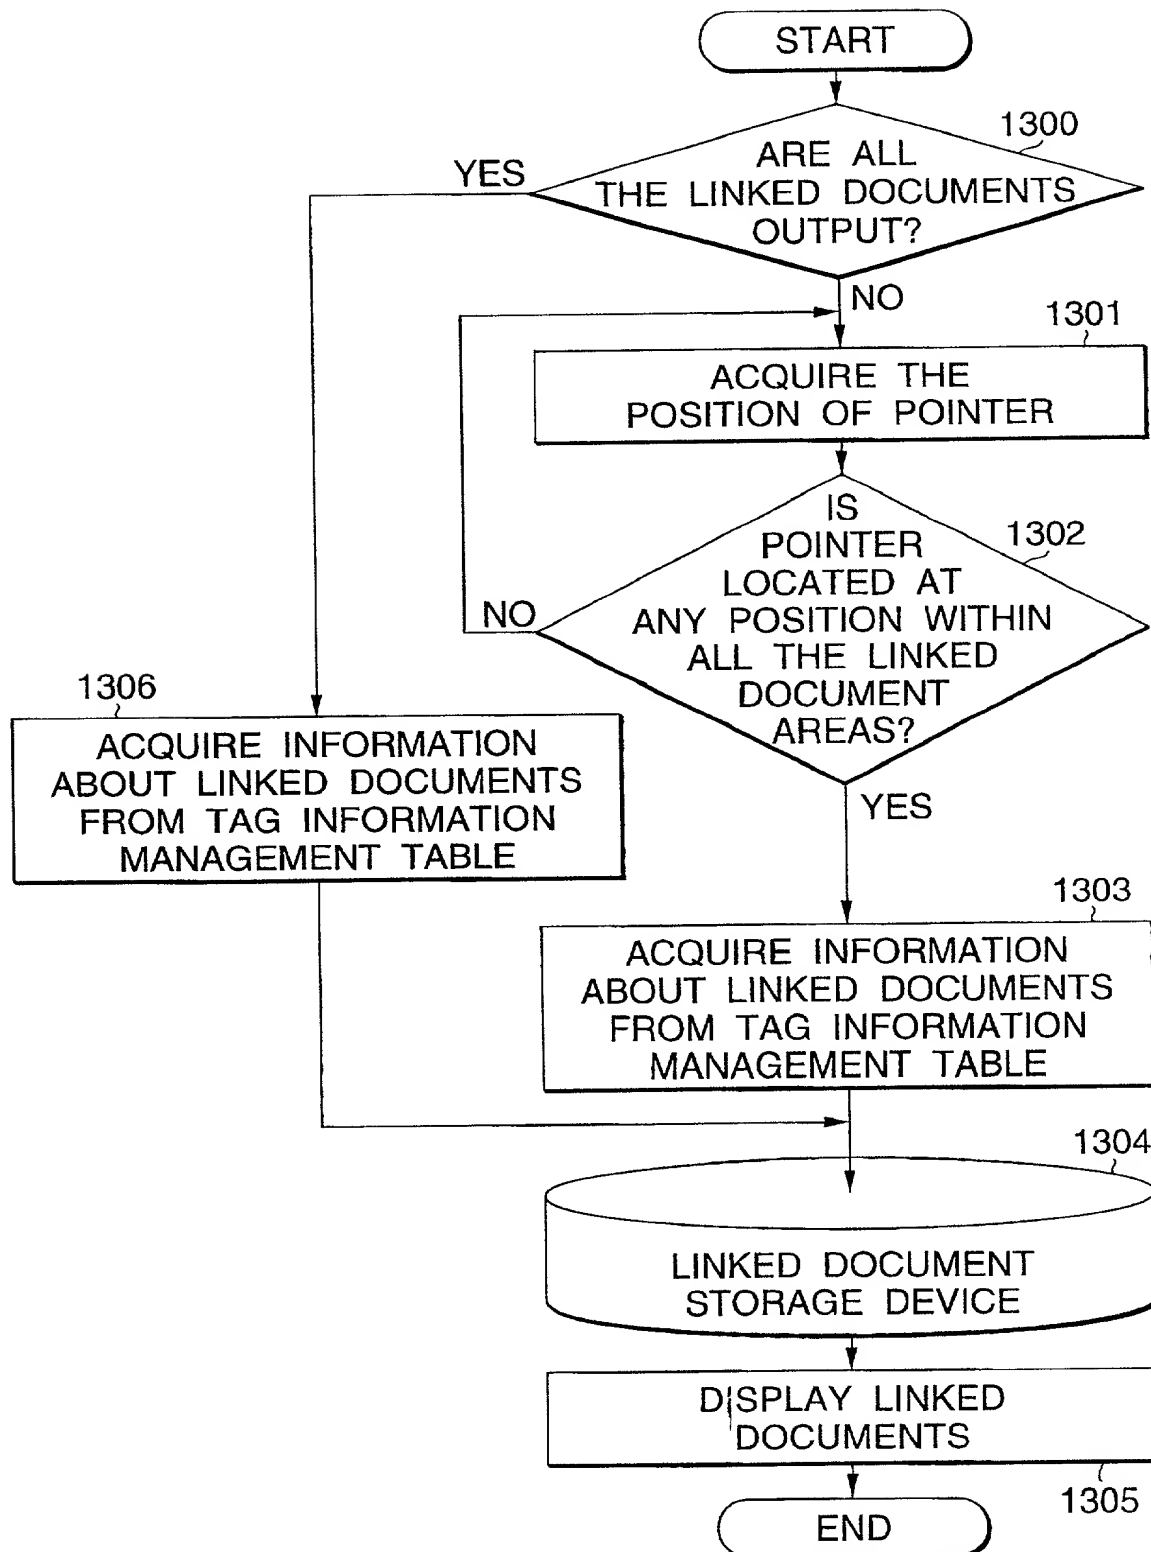 START
1300
ARE ALL
THE LINKED DOCUMENTS
OUTPUT?
YES
NO
1301
ACQUIRE THE
POSITION OF POINTER
1302
IS
POINTER
LOCATED AT
ANY POSITION WITHIN
ALL THE LINKED
DOCUMENT
AREAS?
NO
YES
1306
ACQUIRE INFORMATION
ABOUT LINKED DOCUMENTS
FROM TAG INFORMATION
MANAGEMENT TABLE
1303
ACQUIRE INFORMATION
ABOUT LINKED DOCUMENTS
FROM TAG INFORMATION
MANAGEMENT TABLE
1304
LINKED DOCUMENT
STORAGE DEVICE
DISPLAY LINKED
DOCUMENTS
1305
END